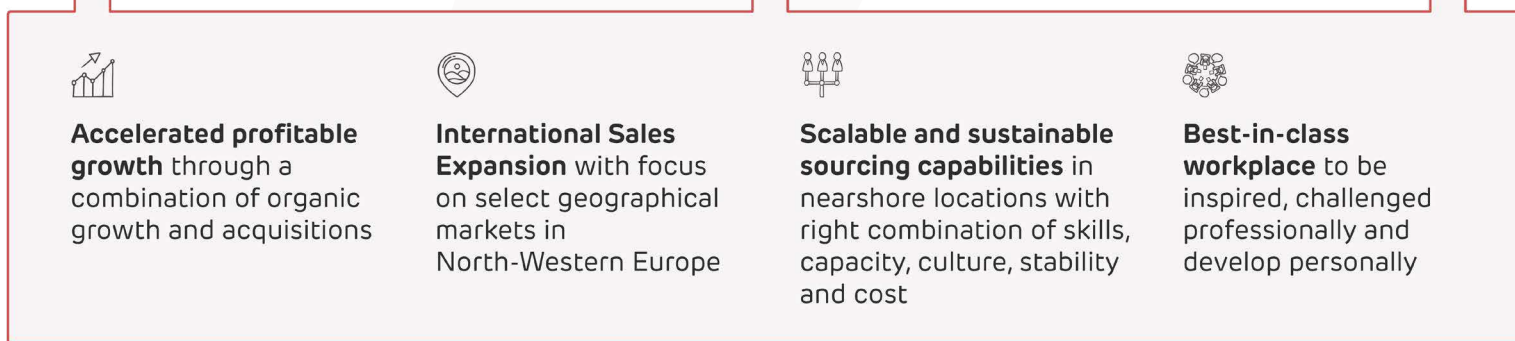 Accelerated profitable
growth through a
combination of organic
growth and acquisitions
International Sales
Expansion with focus
on select geographical
markets in
North-Western Europe
Scalable and sustainable
sourcing capabilities in
nearshore locations with
right combination of skills,
capacity, culture, stability
and cost
Best-in-class
workplace to be
inspired, challenged
professionally and
develop personally